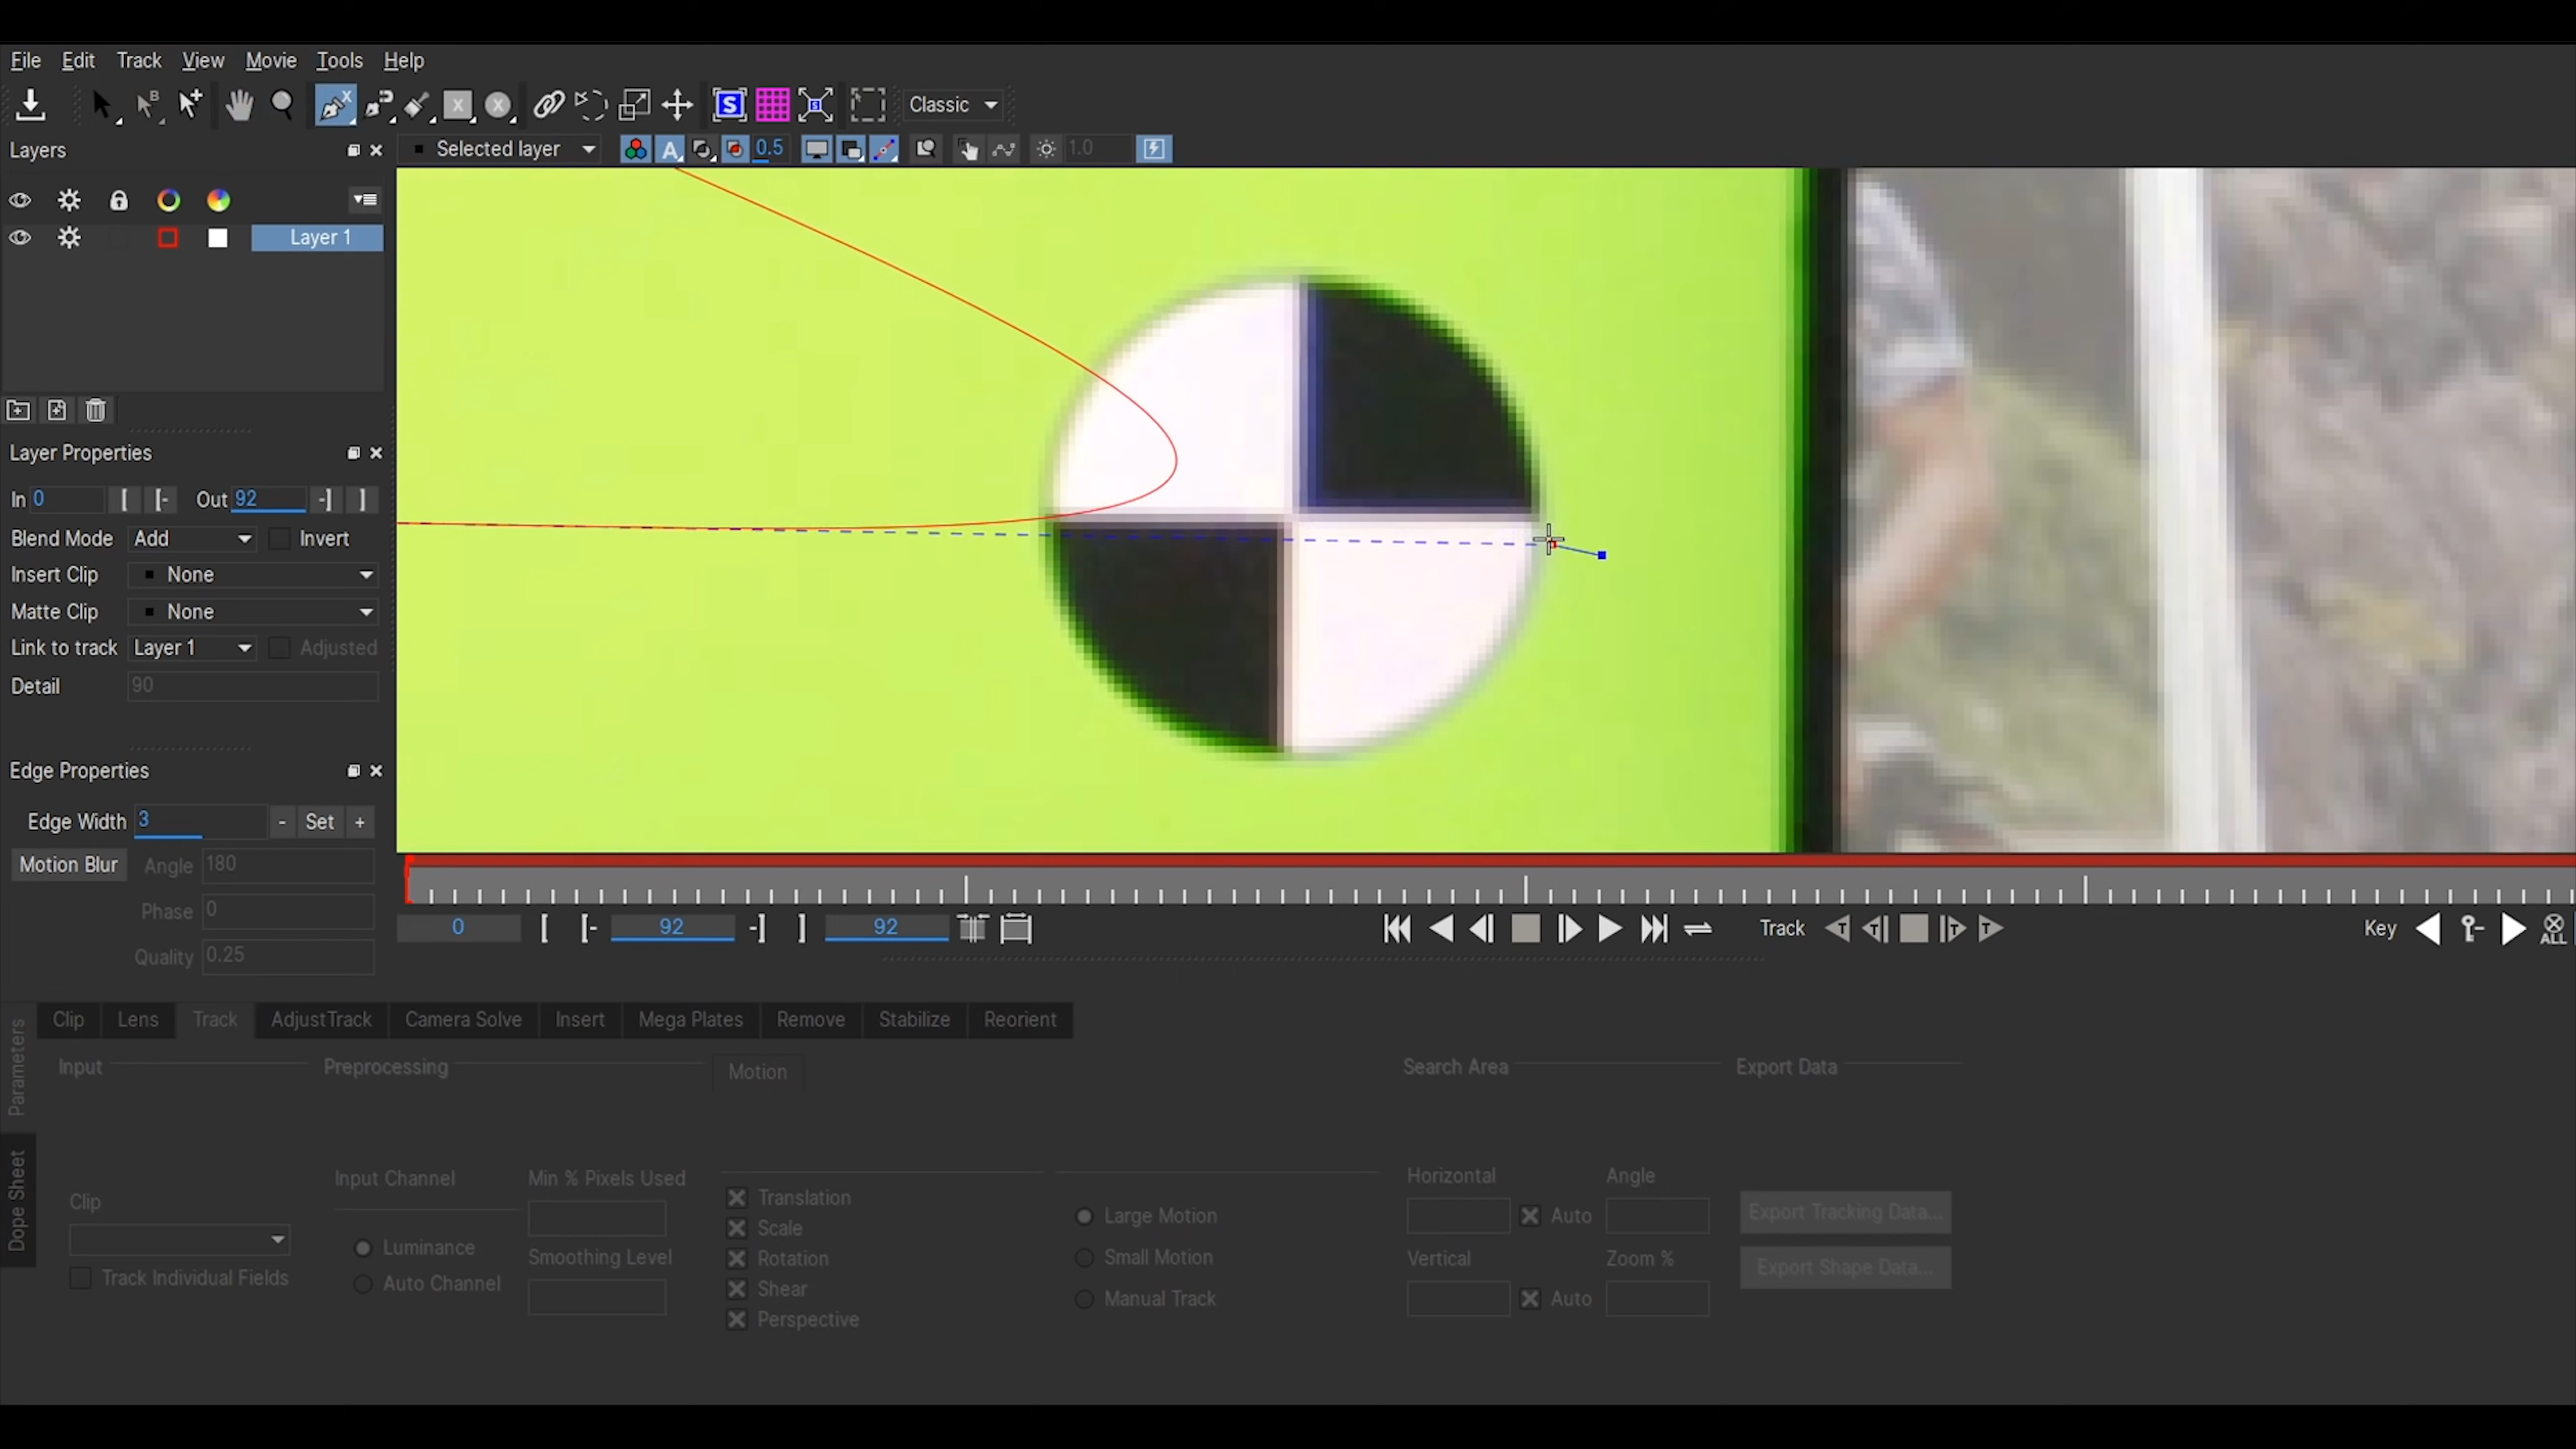 File Edit Track View Movie Tools Help
Classic
Layers
Selected layer 0.5 1.0
Layer 1
Layer Properties
In 0 [ [- Out 92 -] ]
Blend Mode Add Invert
Insert Clip None
Matte Clip None
Link to track Layer 1 Adjusted
Detail 90
Edge Properties
Edge Width 3 - Set +
Motion Blur Angle 180
Phase 0
Quality 0.25
0 [ [- 92 -] ] 92 Track T T T T Key ALL
Parameters
Dope Sheet
Clip Lens Track AdjustTrack Camera Solve Insert Mega Plates Remove Stabilize Reorient
Input Preprocessing Motion Search Area Export Data
Clip
Track Individual Fields
Input Channel
Luminance
Auto Channel
Min % Pixels Used
Smoothing Level
Translation
Scale
Rotation
Shear
Perspective
Large Motion
Small Motion
Manual Track
Horizontal Angle
Auto
Vertical Zoom %
Auto
Export Tracking Data...
Export Shape Data...